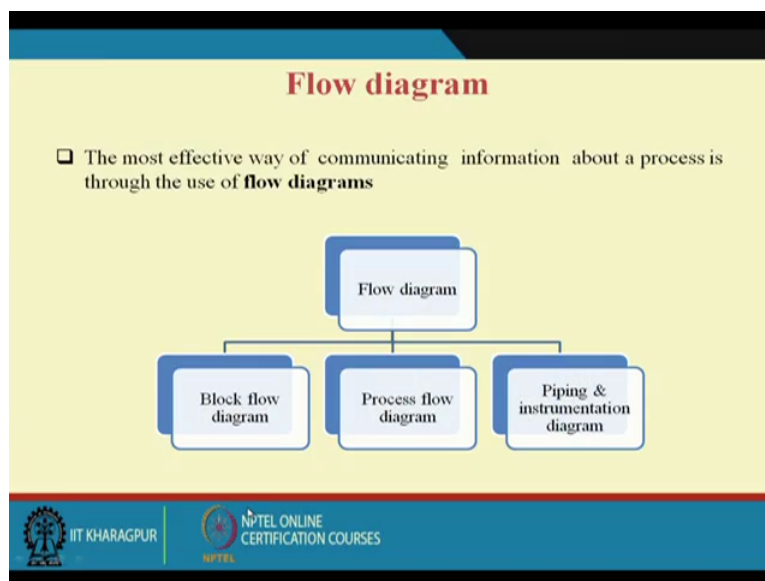 Flow diagram
❑ The most effective way of communicating information about a process is
through the use of flow diagrams
Flow diagram
Block flow
diagram
Process flow
diagram
Piping &
instrumentation
diagram
IIT KHARAGPUR
NPTEL
NPTEL ONLINE
CERTIFICATION COURSES